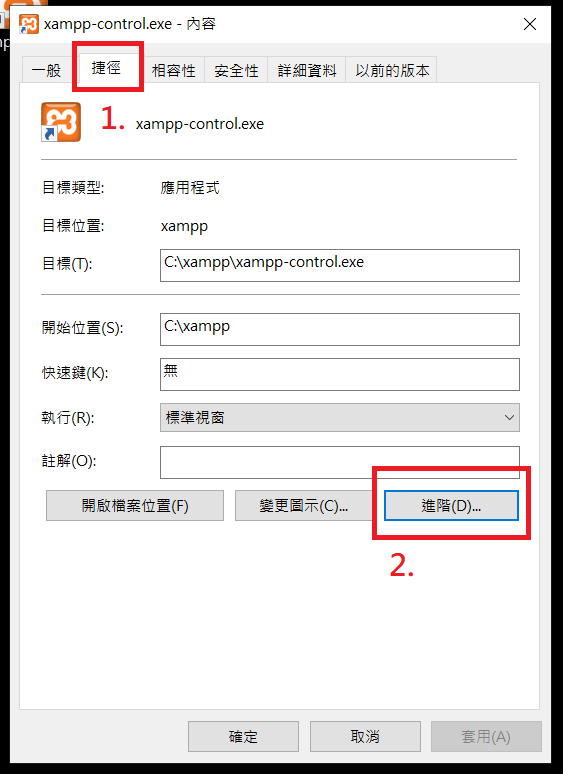 xampp-control.exe - 內容
一般 捷徑 相容性 安全性 詳細資料 以前的版本
1. xampp-control.exe
目標類型: 應用程式
目標位置: xampp
目標(T): C:\xampp\xampp-control.exe
開始位置(S): C:\xampp
快速鍵(K): 無
執行(R): 標準視窗
註解(O):
開啟檔案位置(F) 變更圖示(C)... 進階(D)...
2.
確定 取消 套用(A)